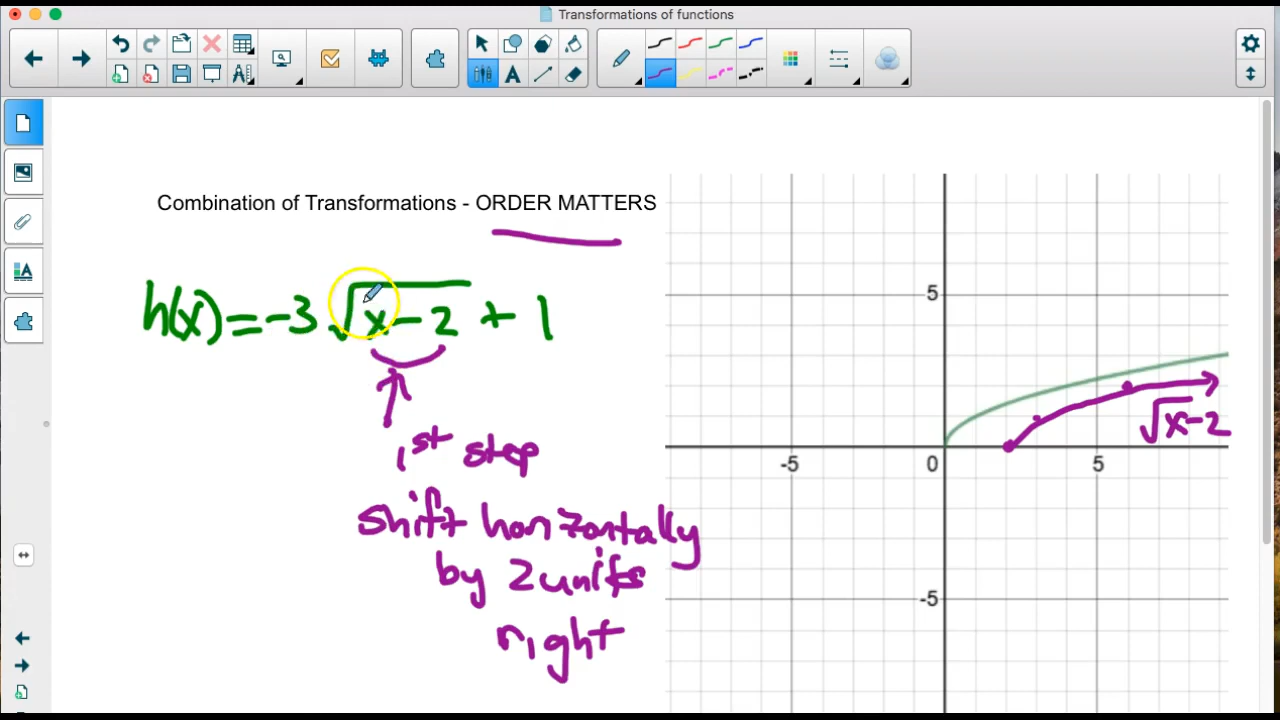 Transformations of functions
Combination of Transformations - ORDER MATTERS
h(x) = -3 √(x-2) + 1
1st step
shift horizontally
by 2 units
right
5
√(x-2)
-5
0
5
-5